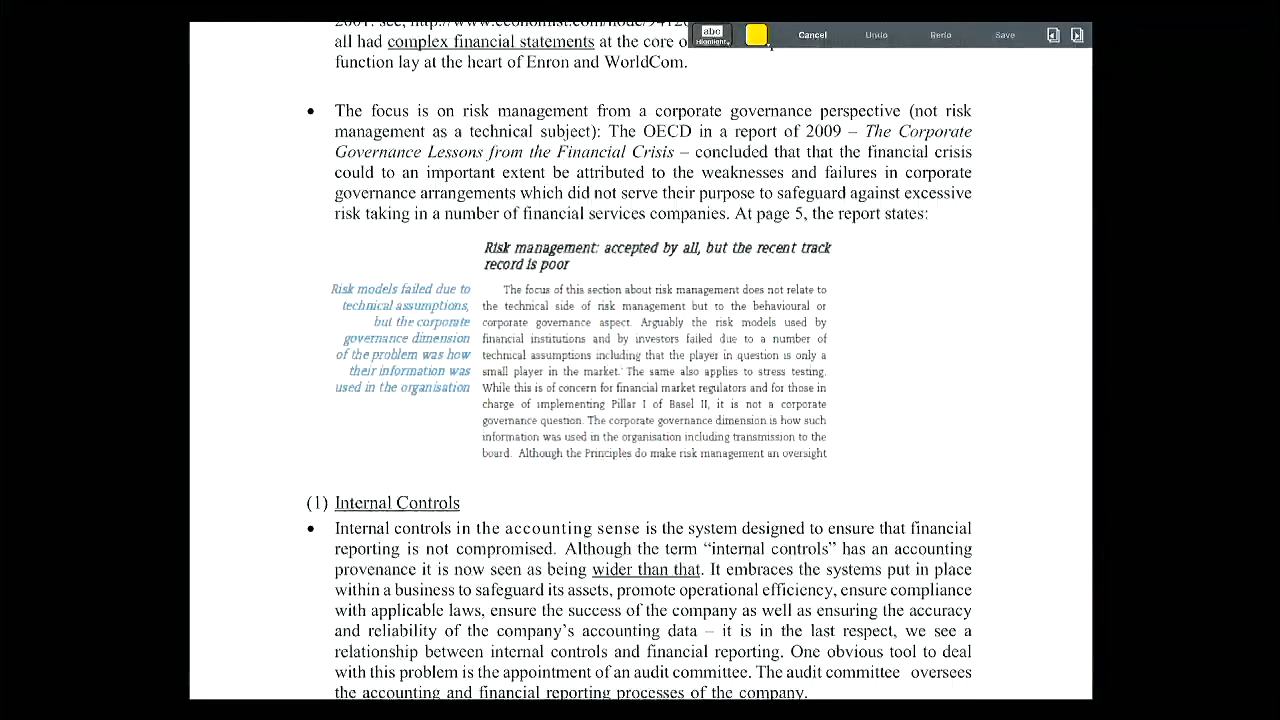 2001: see, http://www.economist.com/node/9412
abc
Highlight
Cancel
Undo
Redo
Save
all had complex financial statements at the core o
function lay at the heart of Enron and WorldCom.
• The focus is on risk management from a corporate governance perspective (not risk
management as a technical subject): The OECD in a report of 2009 – The Corporate
Governance Lessons from the Financial Crisis – concluded that that the financial crisis
could to an important extent be attributed to the weaknesses and failures in corporate
governance arrangements which did not serve their purpose to safeguard against excessive
risk taking in a number of financial services companies. At page 5, the report states:
Risk management: accepted by all, but the recent track
record is poor
Risk models failed due to
technical assumptions,
but the corporate
governance dimension
of the problem was how
their information was
used in the organisation
The focus of this section about risk management does not relate to
the technical side of risk management but to the behavioural or
corporate governance aspect. Arguably the risk models used by
financial institutions and by investors failed due to a number of
technical assumptions including that the player in question is only a
small player in the market.' The same also applies to stress testing.
While this is of concern for financial market regulators and for those in
charge of implementing Pillar I of Basel II, it is not a corporate
governance question. The corporate governance dimension is how such
information was used in the organisation including transmission to the
board. Although the Principles do make risk management an oversight
(1) Internal Controls
• Internal controls in the accounting sense is the system designed to ensure that financial
reporting is not compromised. Although the term “internal controls” has an accounting
provenance it is now seen as being wider than that. It embraces the systems put in place
within a business to safeguard its assets, promote operational efficiency, ensure compliance
with applicable laws, ensure the success of the company as well as ensuring the accuracy
and reliability of the company’s accounting data – it is in the last respect, we see a
relationship between internal controls and financial reporting. One obvious tool to deal
with this problem is the appointment of an audit committee. The audit committee oversees
the accounting and financial reporting processes of the company.